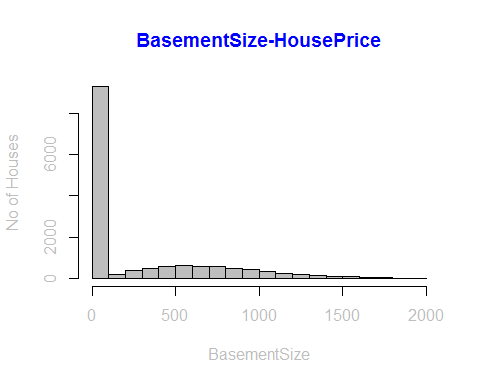 BasementSize-HousePrice
No of Houses
6000
2000
0
0 500 1000 1500 2000
BasementSize